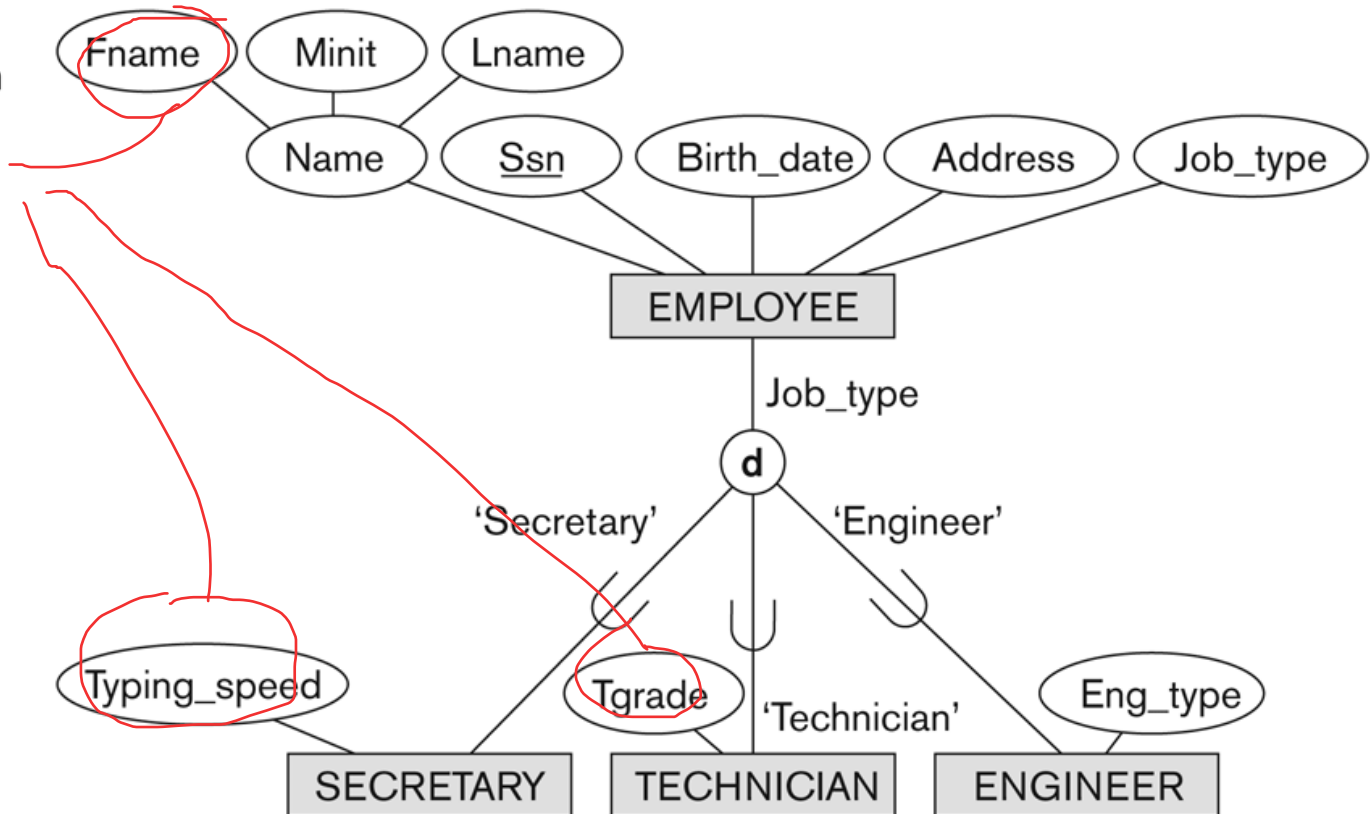 Fname Minit Lname
Name Ssn Birth_date Address Job_type
EMPLOYEE
Job_type
d
‘Secretary’ ‘Engineer’
Typing_speed Tgrade Eng_type
‘Technician’
SECRETARY TECHNICIAN ENGINEER